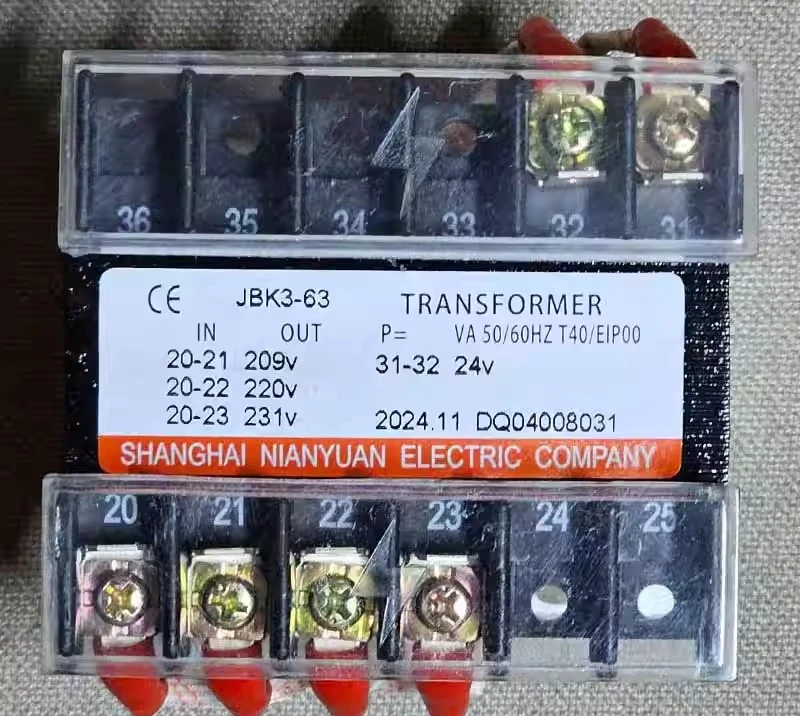 36 35 34 33 32 31
CE JBK3-63 TRANSFORMER
IN OUT P= VA 50/60HZ T40/EIP00
20-21 209v 31-32 24v
20-22 220v
20-23 231v 2024.11 DQ04008031
SHANGHAI NIANYUAN ELECTRIC COMPANY
20 21 22 23 24 25